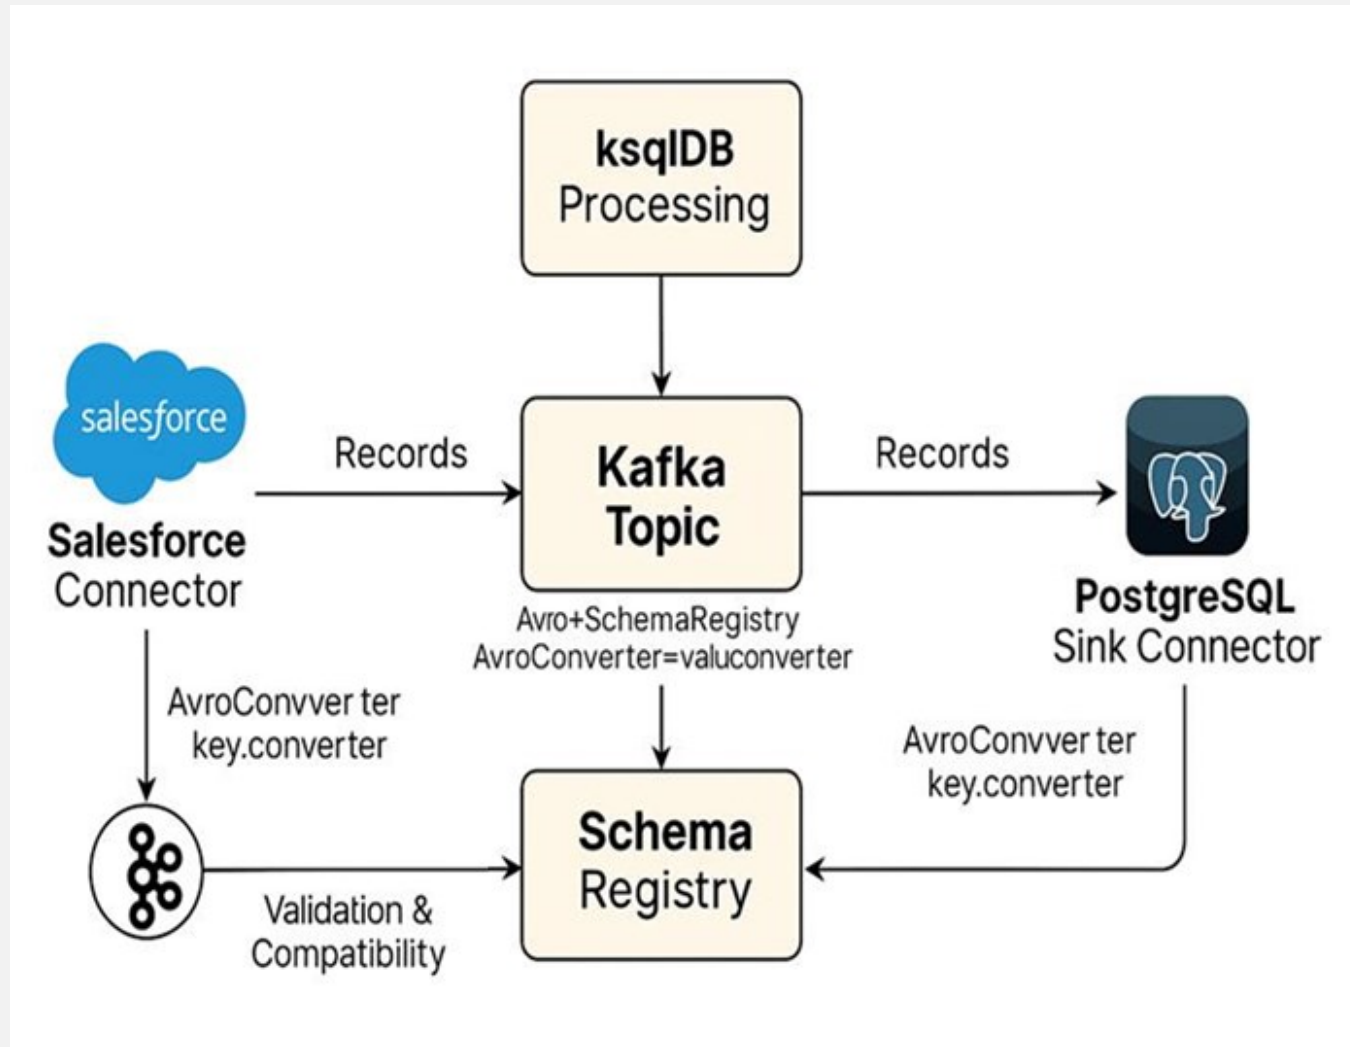 ksqlDB
Processing
salesforce
Salesforce
Connector
Records
Kafka
Topic
Records
PostgreSQL
Sink Connector
Avro+SchemaRegistry
AvroConverter=valuconverter
AvroConvver ter
key.converter
AvroConvver ter
key.converter
Schema
Registry
Validation &
Compatibility